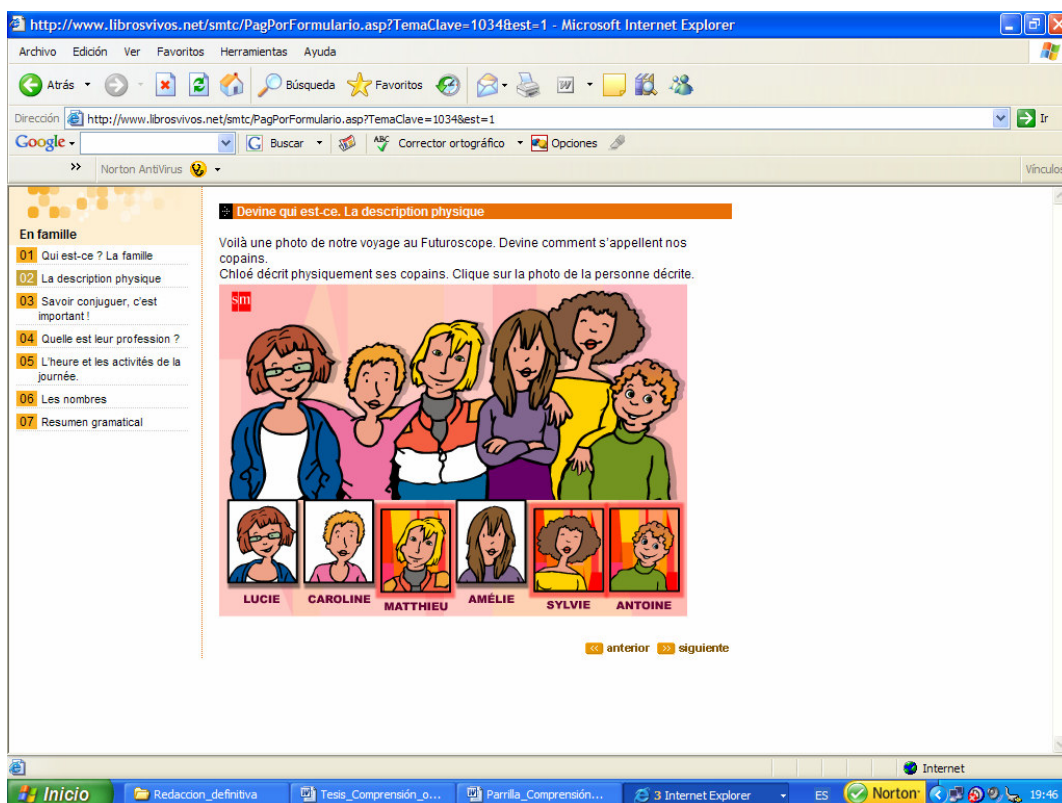 http://www.librosvivos.net/smtc/PagPorFormulario.asp?TemaClave=1034&est=1 - Microsoft Internet Explorer
Archivo Edición Ver Favoritos Herramientas Ayuda
Atrás Búsqueda Favoritos
Dirección http://www.librosvivos.net/smtc/PagPorFormulario.asp?TemaClave=1034&est=1 Ir
Google Buscar ABC Corrector ortográfico Opciones
» Norton AntiVirus Vínculos
En famille
01 Qui est-ce ? La famille
02 La description physique
03 Savoir conjuguer, c'est
important !
04 Quelle est leur profession ?
05 L'heure et les activités de la
journée.
06 Les nombres
07 Resumen gramatical
Devine qui est-ce. La description physique
Voilà une photo de notre voyage au Futuroscope. Devine comment s'appellent nos
copains.
Chloé décrit physiquement ses copains. Clique sur la photo de la personne décrite.
sm
LUCIE CAROLINE MATTHIEU AMÉLIE SYLVIE ANTOINE
<< anterior >> siguiente
Internet
Inicio Redaccion_definitiva Tesis_Comprensión_o... Parrilla_Comprensión... 3 Internet Explorer ES Norton 19:46